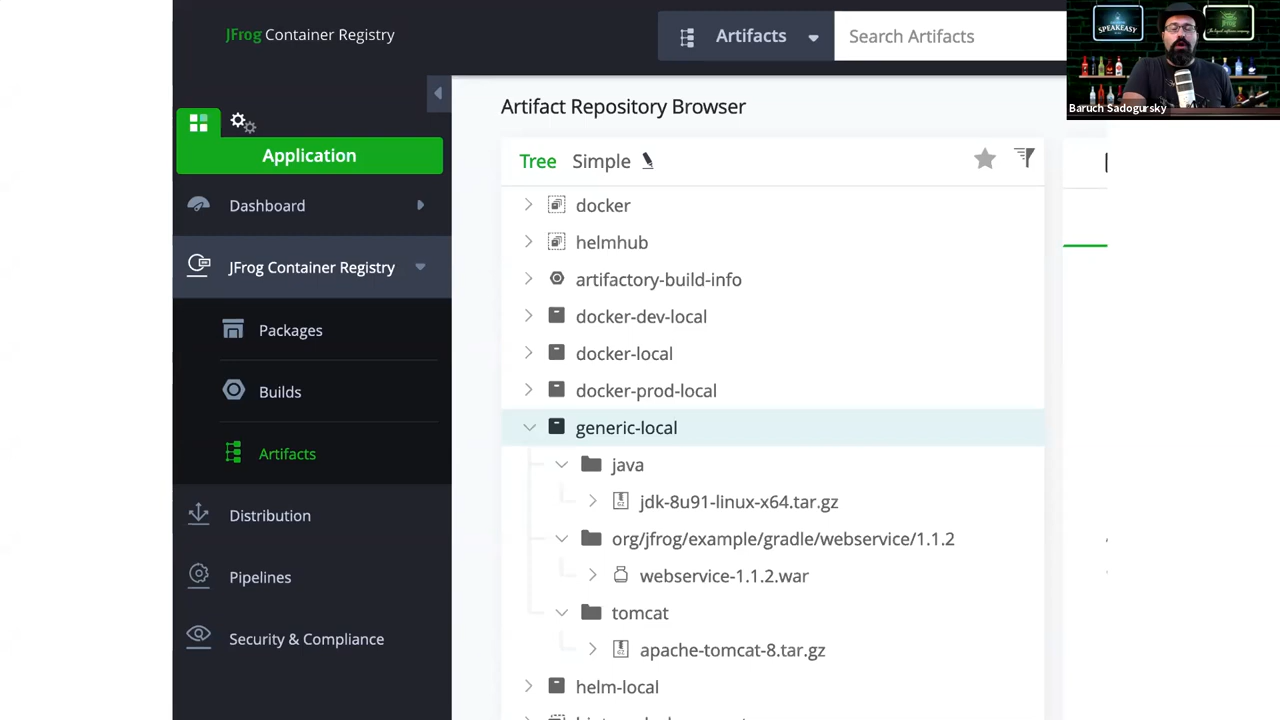 JFrog Container Registry
Artifacts
Search Artifacts
SPEAKEASY
Baruch Sadogursky
Artifact Repository Browser
Application
Tree Simple
Dashboard
JFrog Container Registry
Packages
Builds
Artifacts
Distribution
Pipelines
Security & Compliance
docker
helmhub
artifactory-build-info
docker-dev-local
docker-local
docker-prod-local
generic-local
java
jdk-8u91-linux-x64.tar.gz
org/jfrog/example/gradle/webservice/1.1.2
webservice-1.1.2.war
tomcat
apache-tomcat-8.tar.gz
helm-local